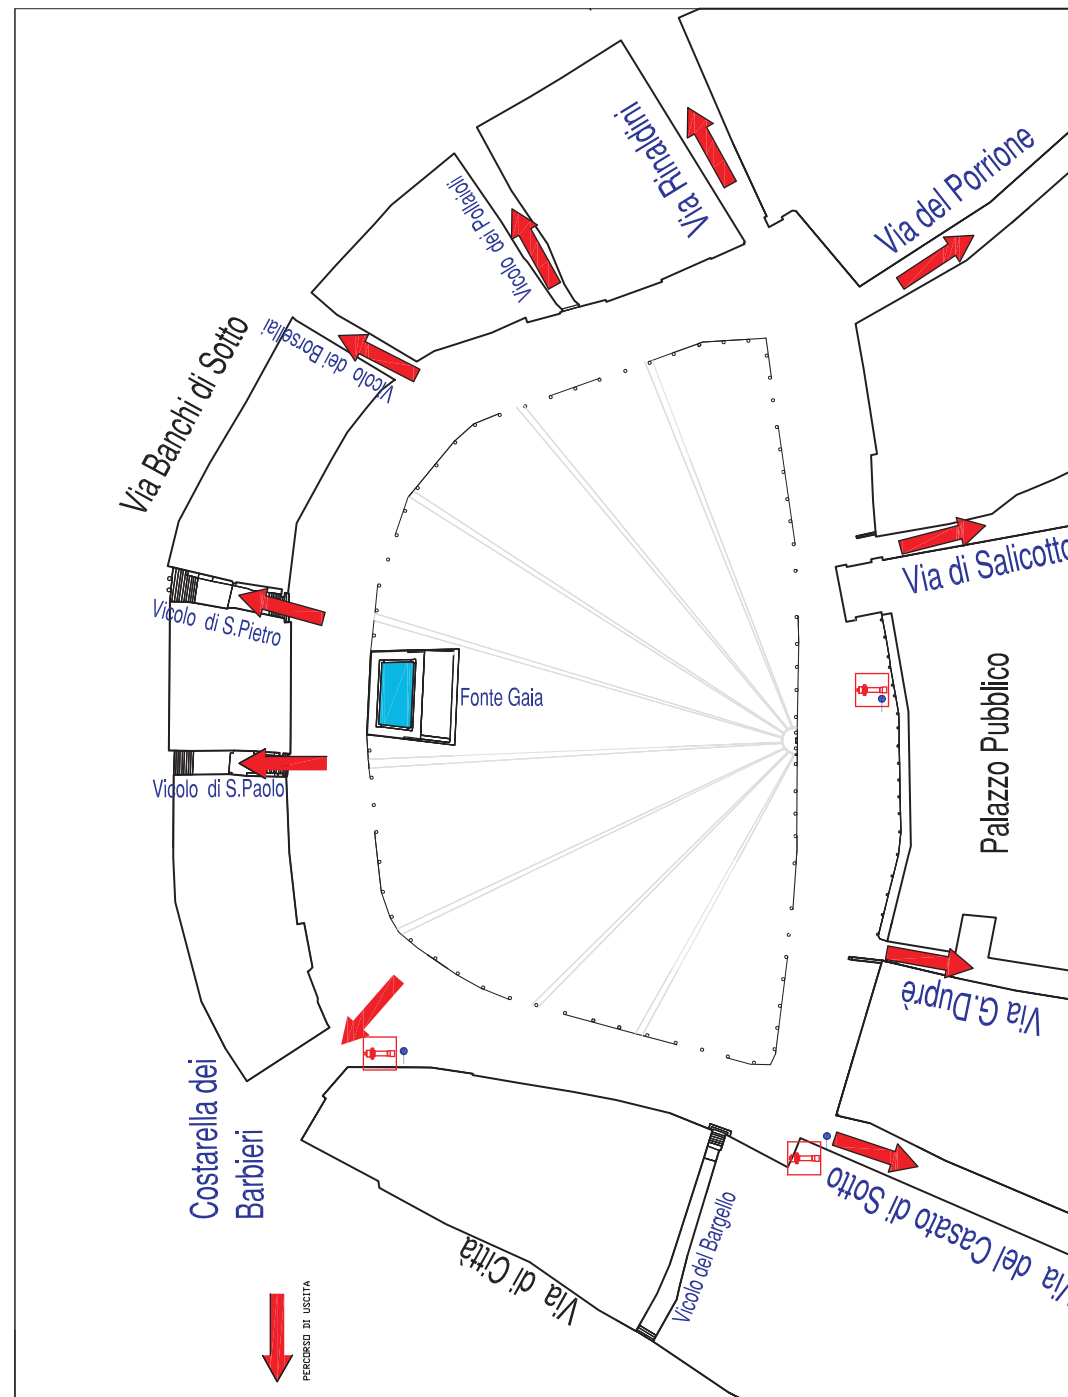 Via Rinaldini
Via del Porrione
Vicolo dei Pollaioli
Vicolo dei Borsellai
Via Banchi di Sotto
Via di Salicotto
Vicolo di S.Pietro
Fonte Gaia
Palazzo Pubblico
Vicolo di S.Paolo
Via G.Duprè
Costarella dei
Barbieri
Via del Casato di Sotto
Vicolo del Bargello
Via di Città
PERCORSO DI USCITA